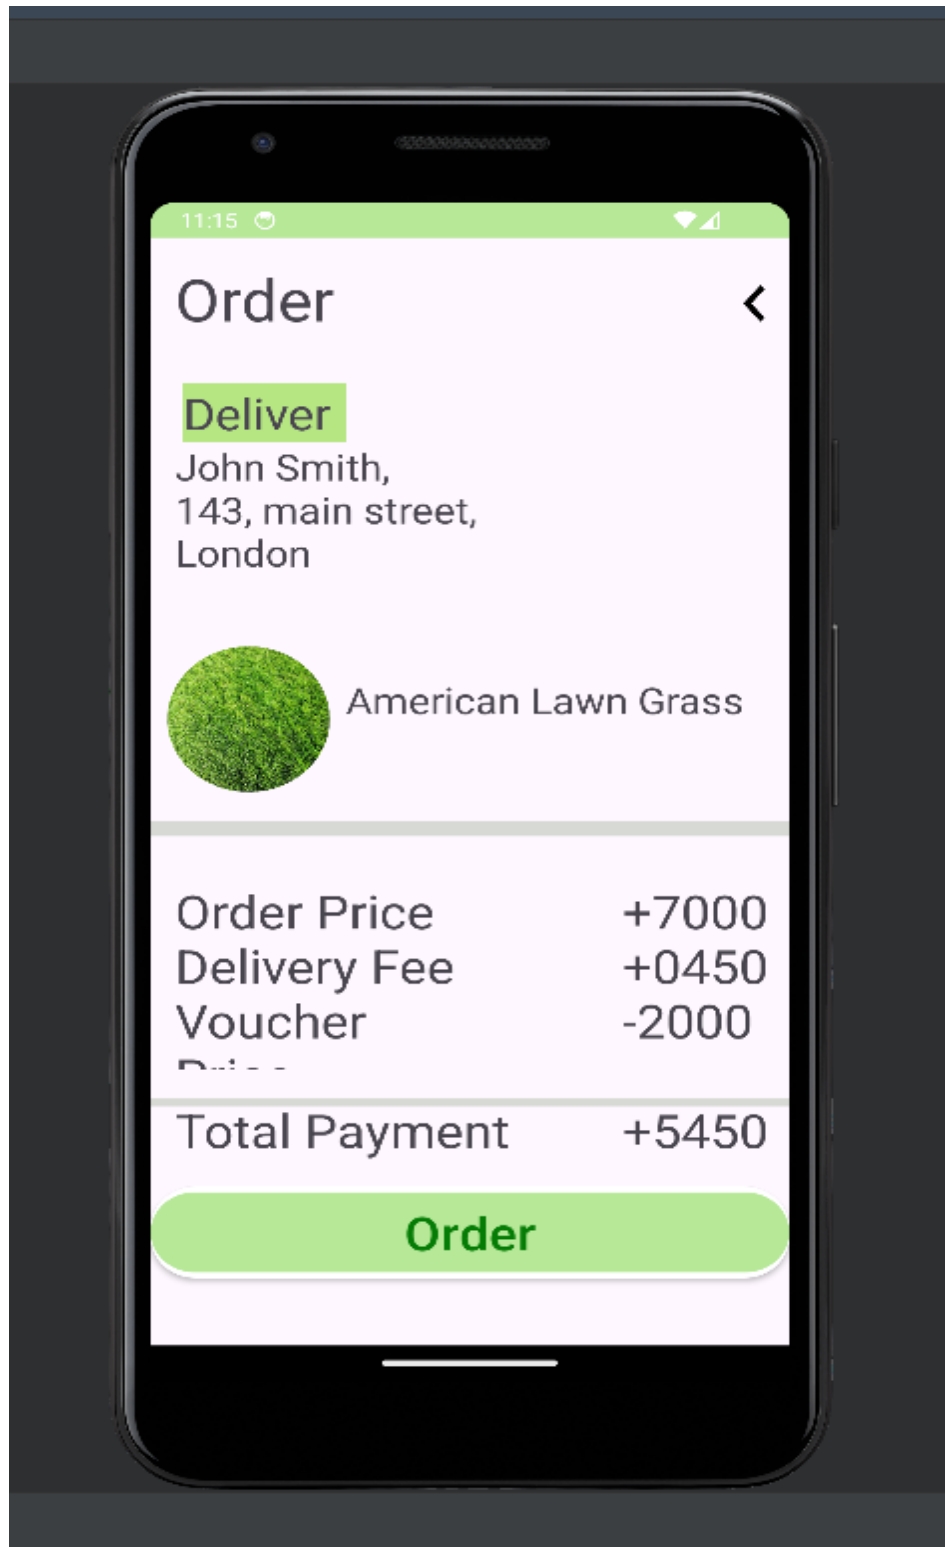 11:15
Order
Deliver
John Smith,
143, main street,
London
American Lawn Grass
Order Price +7000
Delivery Fee +0450
Voucher -2000
Total Payment +5450
Order